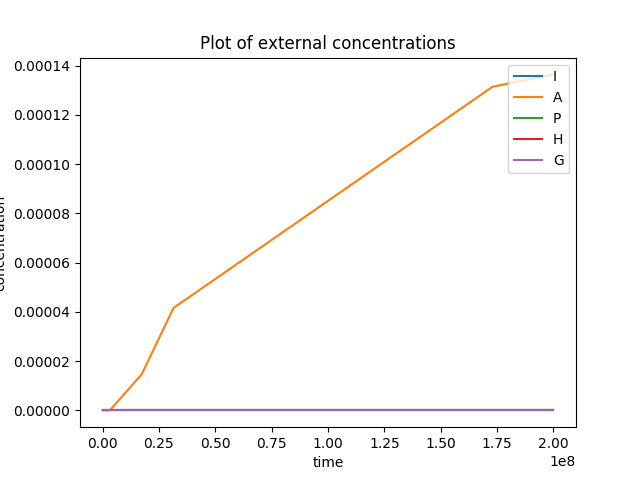 Plot of external concentrations
0.00014
0.00012
0.00010
0.00008
0.00006
0.00004
0.00002
0.00000
concentration
I
A
P
H
G
0.00 0.25 0.50 0.75 1.00 1.25 1.50 1.75 2.00
1e8
time